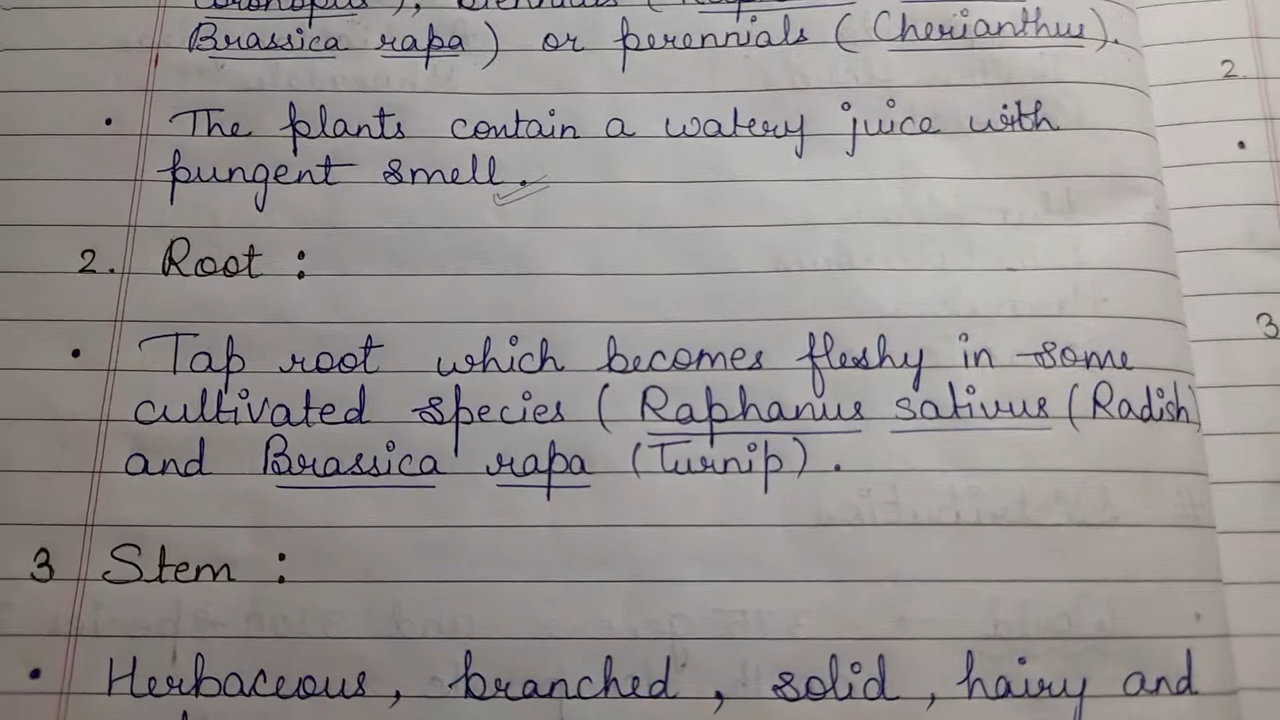 Brassica rapa) or perennials (Cherianthus).
• The plants contain a watery juice with
pungent smell.
2. Root :
• Tap root which becomes fleshy in some
cultivated species (Raphanus sativus (Radish)
and Brassica rapa (Turnip).
3 Stem :
• Herbaceous, branched, solid, hairy and
2.
•
3